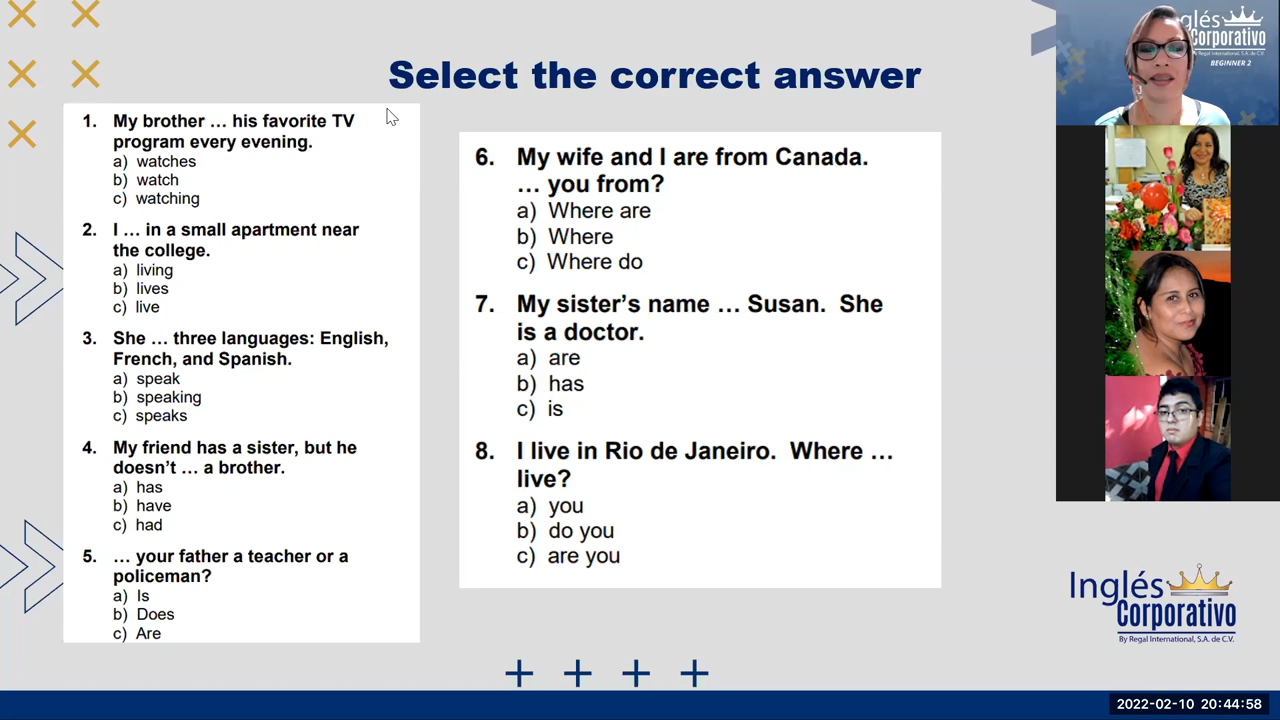 Select the correct answer
1. My brother … his favorite TV
program every evening.
a) watches
b) watch
c) watching
2. I … in a small apartment near
the college.
a) living
b) lives
c) live
3. She … three languages: English,
French, and Spanish.
a) speak
b) speaking
c) speaks
4. My friend has a sister, but he
doesn’t … a brother.
a) has
b) have
c) had
5. … your father a teacher or a
policeman?
a) Is
b) Does
c) Are
6. My wife and I are from Canada.
… you from?
a) Where are
b) Where
c) Where do
7. My sister’s name … Susan. She
is a doctor.
a) are
b) has
c) is
8. I live in Rio de Janeiro. Where …
live?
a) you
b) do you
c) are you
glés
Corporativo
By Regal International, S.A. de C.V.
BEGINNER 2
Inglés
Corporativo
By Regal International, S.A. de C.V.
2022-02-10 20:44:58